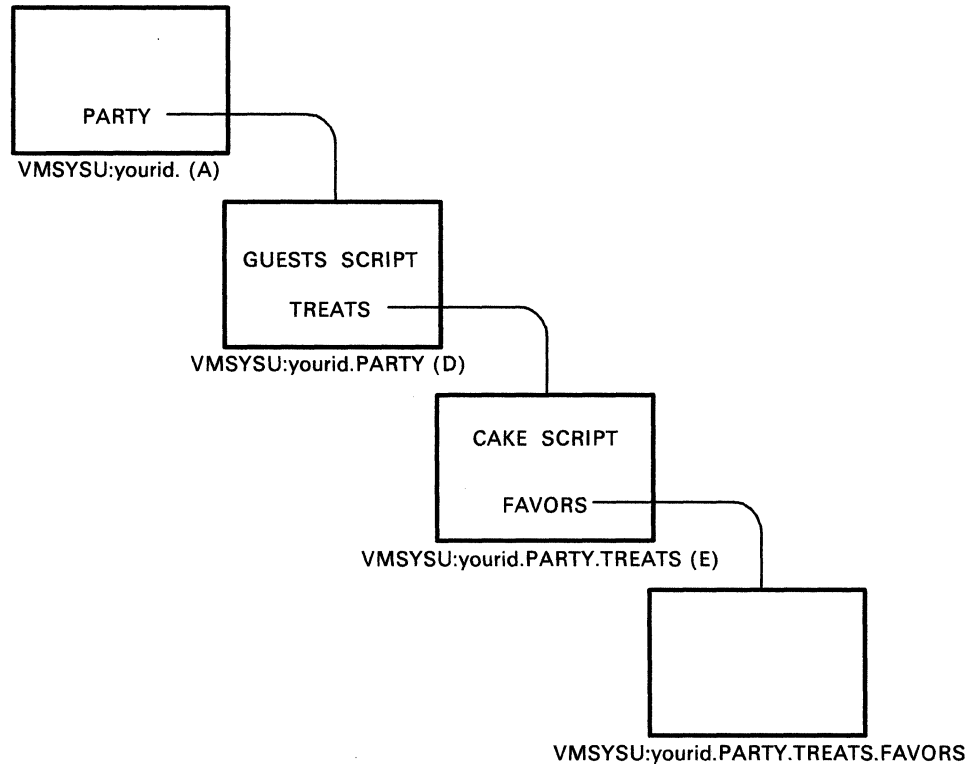 PARTY
VMSYSU:yourid. (A)
GUESTS SCRIPT
TREATS
VMSYSU:yourid.PARTY (D)
CAKE SCRIPT
FAVORS
VMSYSU:yourid.PARTY.TREATS (E)
VMSYSU:yourid.PARTY.TREATS.FAVORS